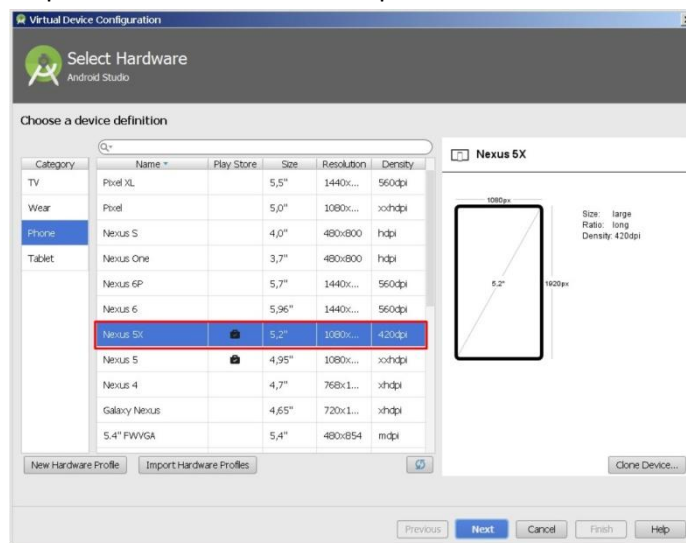 Virtual Device Configuration
Select Hardware
Android Studio
Choose a device definition
Category Name Play Store Size Resolution Density
TV
Wear
Phone
Tablet
Pixel XL 5,5" 1440x... 560dpi
Pixel 5,0" 1080x... xxhdpi
Nexus S 4,0" 480x800 hdpi
Nexus One 3,7" 480x800 hdpi
Nexus 6P 5,7" 1440x... 560dpi
Nexus 6 5,96" 1440x... 560dpi
Nexus 5X 5,2" 1080x... 420dpi
Nexus 5 4,95" 1080x... xxhdpi
Nexus 4 4,7" 768x1... xhdpi
Galaxy Nexus 4,65" 720x1... xhdpi
5.4" FWVGA 5,4" 480x854 mdpi
New Hardware Profile Import Hardware Profiles
Nexus 5X
1080px
5.2"
1920px
Size: large
Ratio: long
Density: 420dpi
Clone Device...
Previous Next Cancel Finish Help